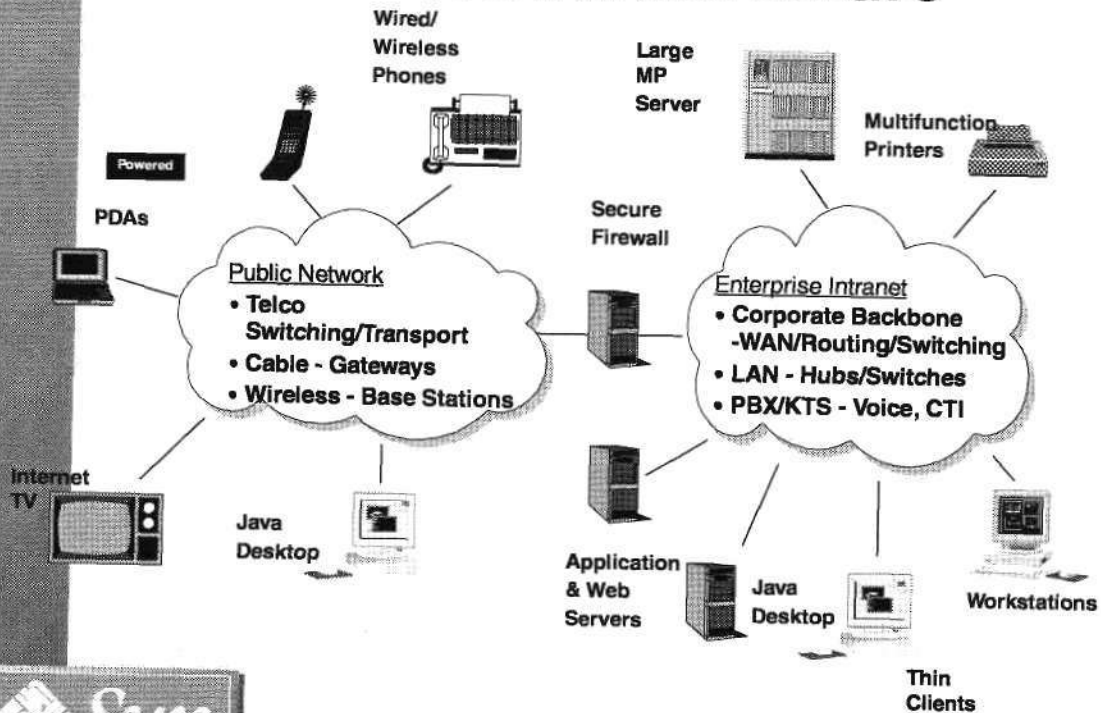 Wired/
Wireless
Phones
Large
MP
Server
Multifunction
Printers
Powered
PDAs
Secure
Firewall
Public Network
• Telco
Switching/Transport
• Cable - Gateways
• Wireless - Base Stations
Enterprise Intranet
• Corporate Backbone
-WAN/Routing/Switching
• LAN - Hubs/Switches
• PBX/KTS - Voice, CTI
Internet
TV
Java
Desktop
Application
& Web
Servers
Java
Desktop
Workstations
Thin
Clients
Sun